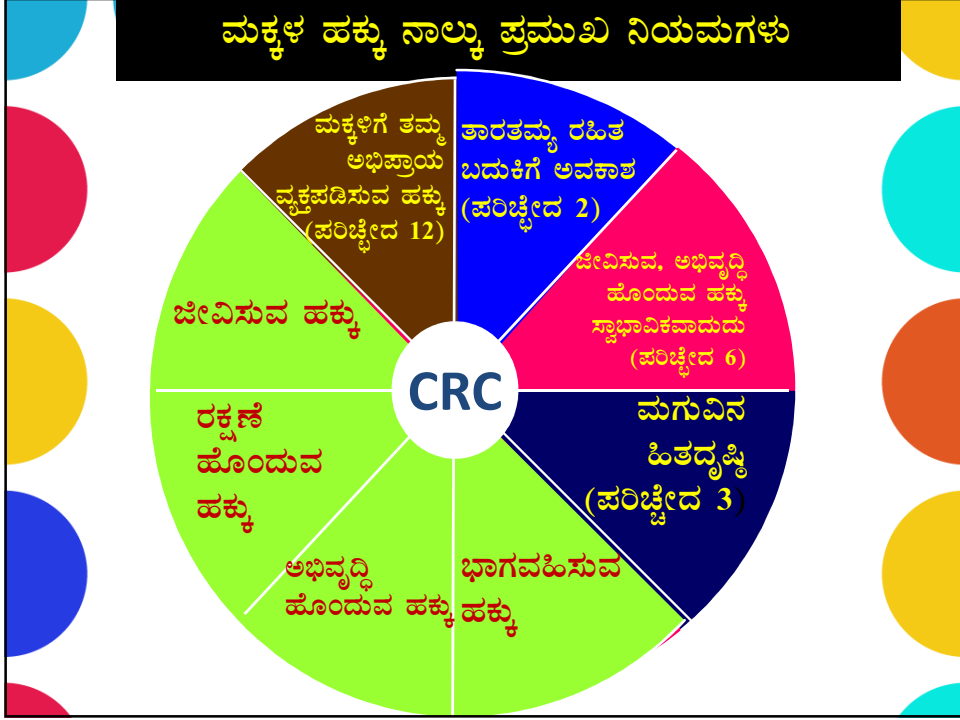 ಮಕ್ಕಳ ಹಕ್ಕು ನಾಲ್ಕು ಪ್ರಮುಖ ನಿಯಮಗಳು
ಮಕ್ಕಳಿಗೆ ತಮ್ಮ
ಅಭಿಪ್ರಾಯ
ವ್ಯಕ್ತಪಡಿಸುವ ಹಕ್ಕು
(ಪರಿಚ್ಛೇದ 12)
ತಾರತಮ್ಯ ರಹಿತ
ಬದುಕಿಗೆ ಅವಕಾಶ
(ಪರಿಚ್ಛೇದ 2)
ಜೀವಿಸುವ, ಅಭಿವೃದ್ಧಿ
ಹೊಂದುವ ಹಕ್ಕು
ಸ್ವಾಭಾವಿಕವಾದುದು
(ಪರಿಚ್ಛೇದ 6)
ಮಗುವಿನ
ಹಿತದೃಷ್ಠಿ
(ಪರಿಚ್ಚೇದ 3)
ಭಾಗವಹಿಸುವ
ಹಕ್ಕು
ಅಭಿವೃದ್ಧಿ
ಹೊಂದುವ ಹಕ್ಕು
ರಕ್ಷಣೆ
ಹೊಂದುವ
ಹಕ್ಕು
ಜೀವಿಸುವ ಹಕ್ಕು
CRC